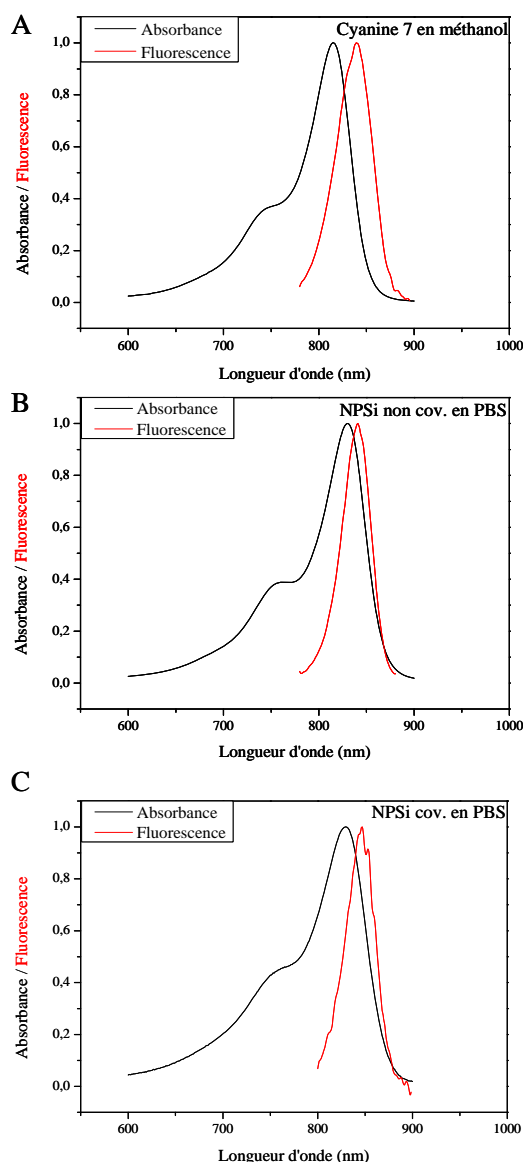 A
Cyanine 7 en méthanol
Absorbance
Fluorescence
1,0
0,8
0,6
0,4
0,2
0,0
Absorbance / Fluorescence
600 700 800 900 1000
Longueur d'onde (nm)
B
NPSi non cov. en PBS
Absorbance
Fluorescence
1,0
0,8
0,6
0,4
0,2
0,0
Absorbance / Fluorescence
600 700 800 900 1000
Longueur d'onde (nm)
C
NPSi cov. en PBS
Absorbance
Fluorescence
1,0
0,8
0,6
0,4
0,2
0,0
Absorbance / Fluorescence
600 700 800 900 1000
Longueur d'onde (nm)